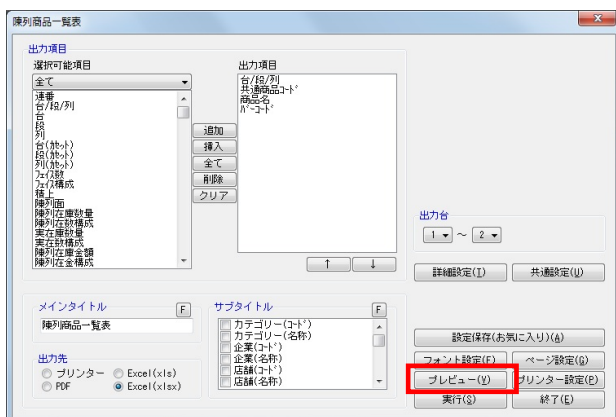 陳列商品一覧表
出力項目
選択可能項目
全て
連番
台/段/列
台
段
列
台(カセット)
段(カセット)
列(カセット)
フェイス数
フェイス構成
積上
陳列面
陳列在庫数量
陳列在数構成
実在庫数量
実在数構成
陳列在庫金額
陳列在金構成
追加
挿入
全て
削除
クリア
出力項目
台/段/列
共通商品コード
商品名
バーコード
↑ ↓
出力台
1 ～ 2
詳細設定(I) 共通設定(U)
メインタイトル F
陳列商品一覧表
出力先
プリンター Excel(xls)
PDF Excel(xlsx)
サブタイトル F
カテゴリー(コード)
カテゴリー(名称)
企業(コード)
企業(名称)
店舗(コード)
店舗(名称)
設定保存(お気に入り)(A)
フォント設定(F) ページ設定(G)
プレビュー(V) プリンター設定(P)
実行(S) 終了(E)